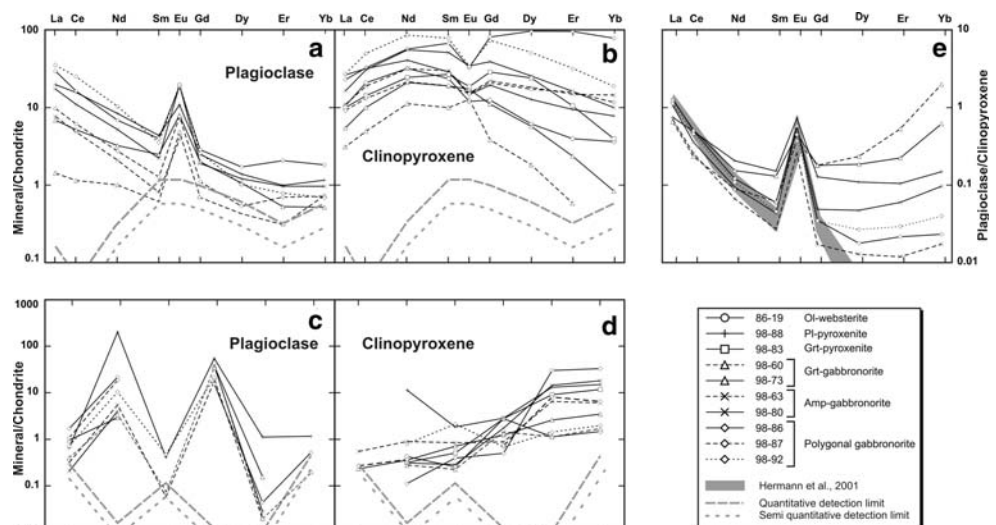 La Ce Nd Sm Eu Gd Dy Er Yb
La Ce Nd Sm Eu Gd Dy Er Yb
La Ce Nd Sm Eu Gd Dy Er Yb
100
10
1
0.1
Mineral/Chondrite
a
Plagioclase
b
Clinopyroxene
e
10
1
0.1
0.01
Plagioclase/Clinopyroxene
1000
100
10
1
0.1
Mineral/Chondrite
c
Plagioclase
d
Clinopyroxene
86-19 Ol-websterite
98-88 Pl-pyroxenite
98-83 Grt-pyroxenite
98-60
Grt-gabbronorite
98-73
98-63
Amp-gabbronorite
98-80
98-86
98-87 Polygonal gabbronorite
98-92
Hermann et al., 2001
Quantitative detection limit
Semi quantitative detection limit